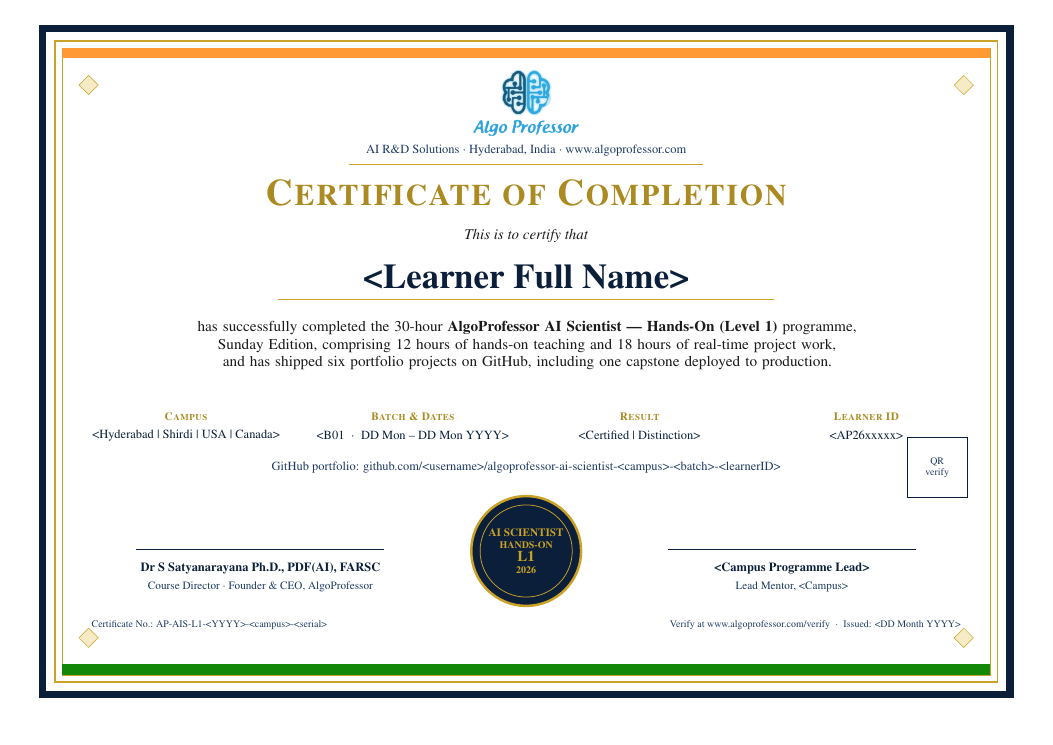 Algo Professor
AI R&D Solutions · Hyderabad, India · www.algoprofessor.com
CERTIFICATE OF COMPLETION
This is to certify that
<Learner Full Name>
has successfully completed the 30-hour AlgoProfessor AI Scientist — Hands-On (Level 1) programme,
Sunday Edition, comprising 12 hours of hands-on teaching and 18 hours of real-time project work,
and has shipped six portfolio projects on GitHub, including one capstone deployed to production.
CAMPUS
<Hyderabad | Shirdi | USA | Canada>
BATCH & DATES
<B01 · DD Mon – DD Mon YYYY>
RESULT
<Certified | Distinction>
LEARNER ID
<AP26xxxxx>
QR
verify
GitHub portfolio: github.com/<username>/algoprofessor-ai-scientist-<campus>-<batch>-<learnerID>
AI SCIENTIST
HANDS-ON
L1
2026
Dr S Satyanarayana Ph.D., PDF(AI), FARSC
Course Director · Founder & CEO, AlgoProfessor
<Campus Programme Lead>
Lead Mentor, <Campus>
Certificate No.: AP-AIS-L1-<YYYY>-<campus>-<serial>
Verify at www.algoprofessor.com/verify · Issued: <DD Month YYYY>